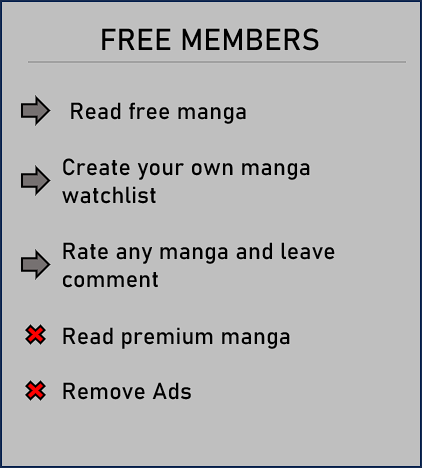 FREE MEMBERS
Read free manga
Create your own manga
watchlist
Rate any manga and leave
comment
Read premium manga
Remove Ads